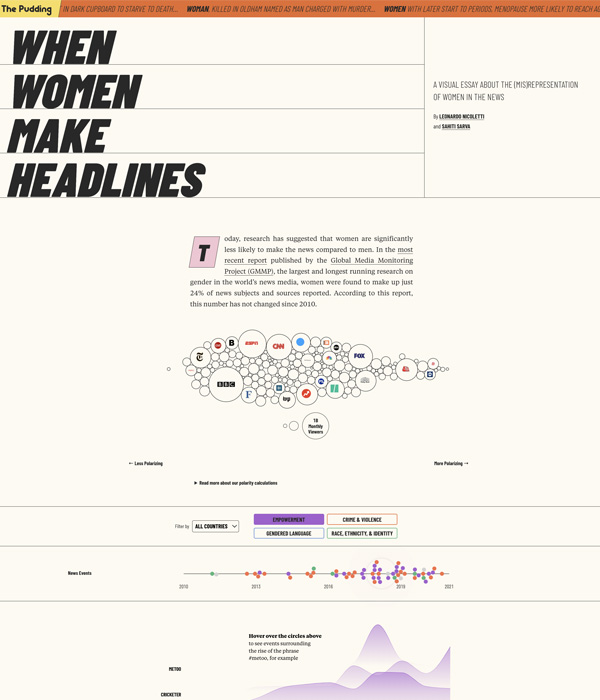 The Pudding
IN DARK CUPBOARD TO STARVE TO DEATH... WOMAN, KILLED IN OLDHAM NAMED AS MAN CHARGED WITH MURDER... WOMEN WITH LATER START TO PERIODS, MENOPAUSE MORE LIKELY TO REACH
WHEN
WOMEN
MAKE
HEADLINES
A VISUAL ESSAY ABOUT THE (MIS)REPRESENTATION
OF WOMEN IN THE NEWS
By LEONARDO NICOLETTI
and SAHITI SARVA
Today, research has suggested that women are significantly
less likely to make the news compared to men. In the most
recent report published by the Global Media Monitoring
Project (GMMP), the largest and longest running research on
gender in the world's news media, women were found to make up just
24% of news subjects and sources reported. According to this report,
this number has not changed since 2010.
B
ESPN
CNN
FOX
BBC
F
1B
Monthly
Viewers
← Less Polarizing
More Polarizing →
▶ Read more about our polarity calculations
Filter by
ALL COUNTRIES
EMPOWERMENT
CRIME & VIOLENCE
GENDERED LANGUAGE
RACE, ETHNICITY, & IDENTITY
News Events
2010
2013
2016
2019
2021
Hover over the circles above
to see events surrounding
the rise of the phrase
#metoo, for example
METOO
CRICKETER